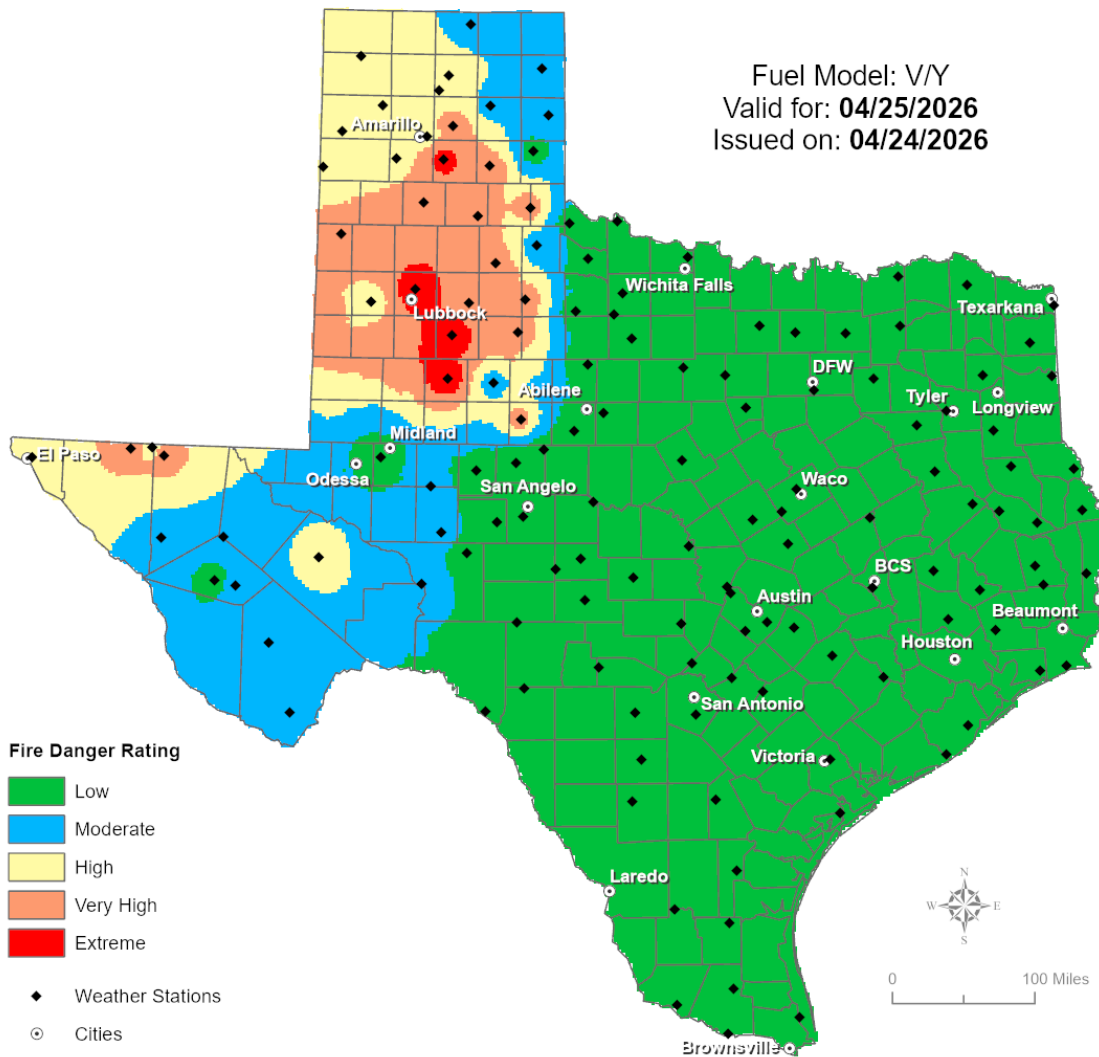 Fuel Model: V/Y
Valid for: 04/25/2026
Issued on: 04/24/2026
Amarillo
Wichita Falls
Texarkana
Lubbock
DFW
Abilene
Tyler
Longview
Midland
El Paso
Odessa
San Angelo
Waco
BCS
Austin
Beaumont
Houston
San Antonio
Victoria
Laredo
Brownsville
Fire Danger Rating
Low
Moderate
High
Very High
Extreme
Weather Stations
Cities
N
W E
S
0 100 Miles